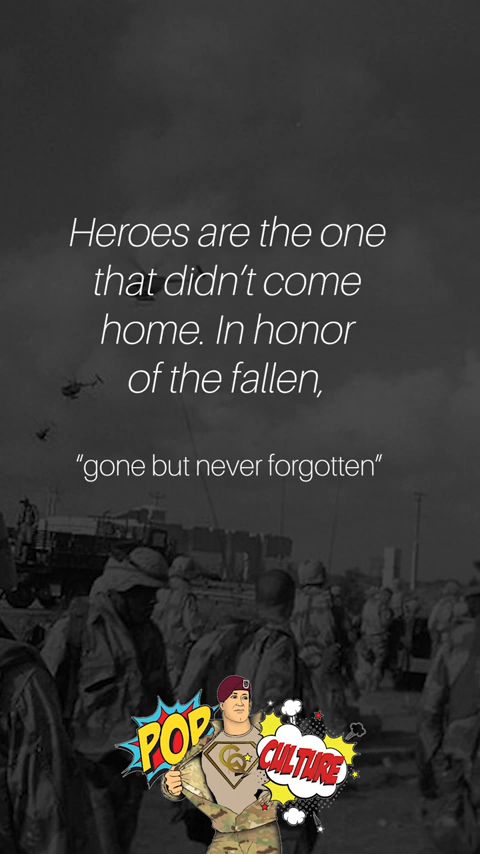 Heroes are the one
that didn't come
home. In honor
of the fallen,
"gone but never forgotten"
POP
CULTURE